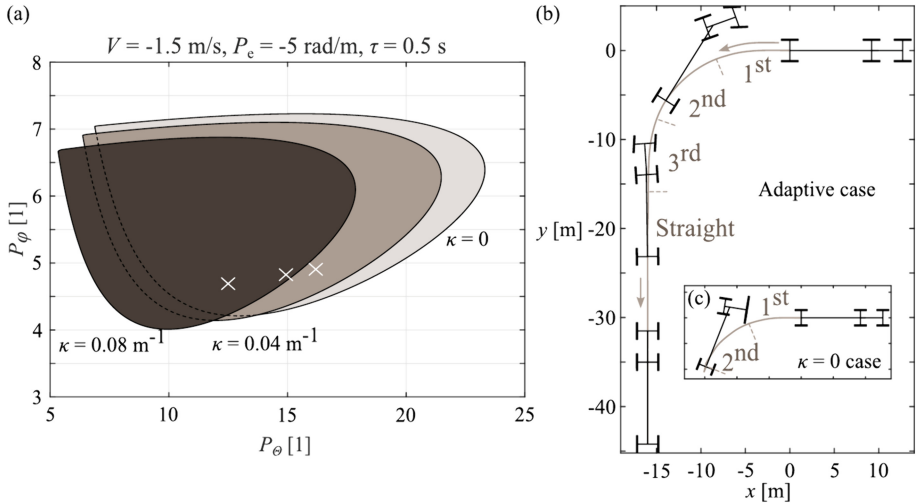 (a)
V = -1.5 m/s, Pₑ = -5 rad/m, τ = 0.5 s
8
7
6
5
4
3
P_φ [1]
κ = 0
κ = 0.08 m⁻¹
κ = 0.04 m⁻¹
5
10
15
20
25
P_Θ [1]
(b)
0
-10
-20
-30
-40
y [m]
1st
2nd
3rd
Adaptive case
Straight
(c)
1st
2nd
κ = 0 case
-15
-10
-5
0
5
10
x [m]